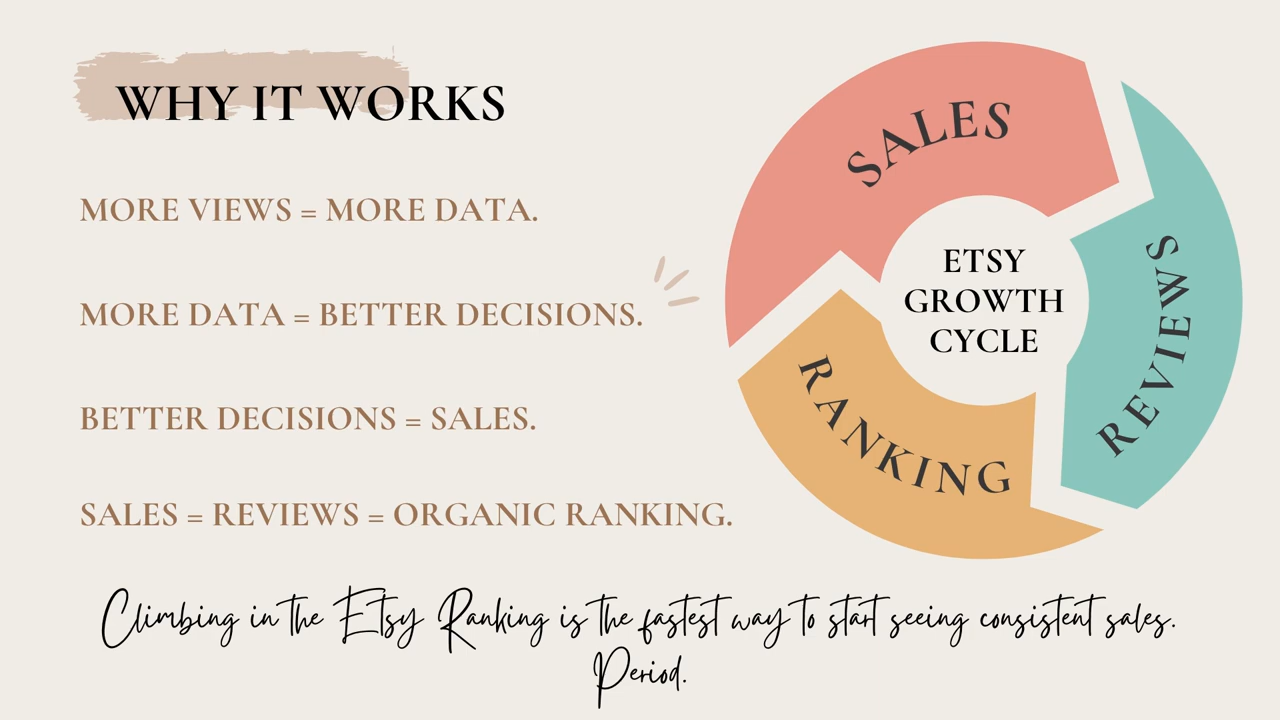 WHY IT WORKS
MORE VIEWS = MORE DATA.
MORE DATA = BETTER DECISIONS.
BETTER DECISIONS = SALES.
SALES = REVIEWS = ORGANIC RANKING.
SALES
REVIEWS
RANKING
ETSY
GROWTH
CYCLE
Climbing in the Etsy Ranking is the fastest way to start seeing consistent sales.
Period.